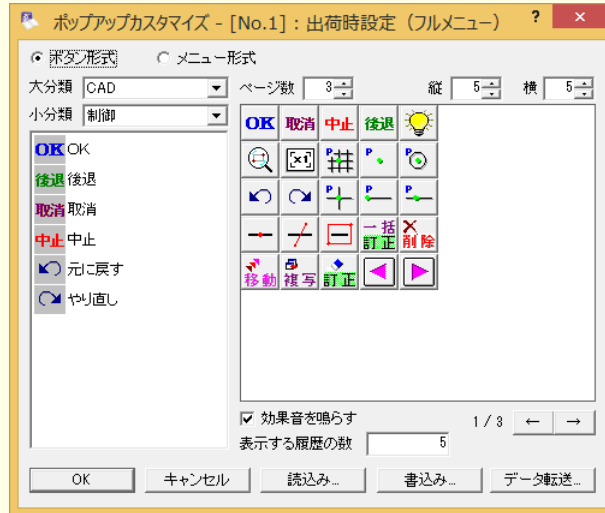 ポップアップカスタマイズ - [No.1] : 出荷時設定（フルメニュー） ? ×
ボタン形式 メニュー形式
大分類 CAD ページ数 3 縦 5 横 5
小分類 制御
OK 取消 中止 後退
OK OK
[×1] P P P
後退 後退
取消 取消
P P P
中止 中止
一括訂正 削除
元に戻す
移動 複写 訂正
やり直し
効果音を鳴らす 1 / 3 ← →
表示する履歴の数 5
OK キャンセル 読込み... 書込み... データ転送...